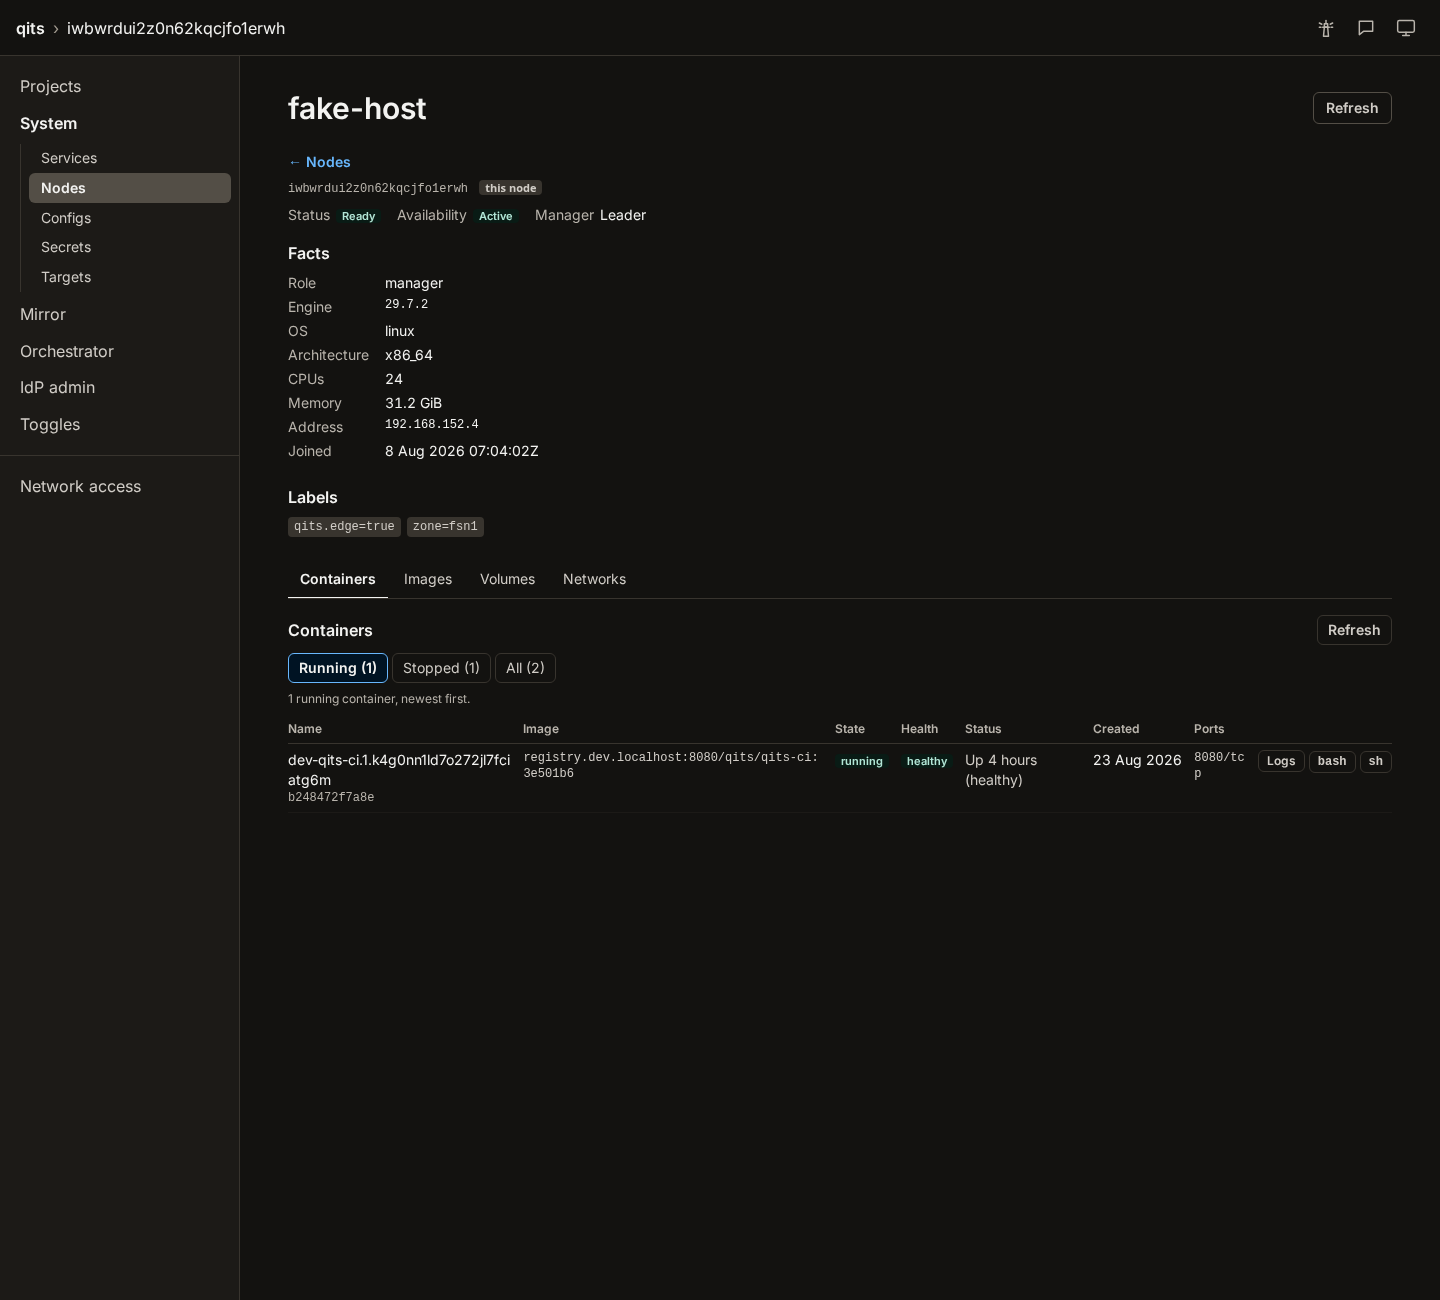 qits › iwbwrdui2z0n62kqcjfo1erwh
Projects
System
Services
Nodes
Configs
Secrets
Targets
Mirror
Orchestrator
IdP admin
Toggles
Network access
fake-host
Refresh
← Nodes
iwbwrdui2z0n62kqcjfo1erwh this node
Status Ready Availability Active Manager Leader
Facts
Role manager
Engine 29.7.2
OS linux
Architecture x86_64
CPUs 24
Memory 31.2 GiB
Address 192.168.152.4
Joined 8 Aug 2026 07:04:02Z
Labels
qits.edge=true zone=fsn1
Containers Images Volumes Networks
Containers
Refresh
Running (1) Stopped (1) All (2)
1 running container, newest first.
Name Image State Health Status Created Ports
dev-qits-ci.1.k4g0nn1ld7o272jl7fci registry.dev.localhost:8080/qits/qits-ci: running healthy Up 4 hours 23 Aug 2026 8080/tc Logs bash sh
atg6m 3e501b6 (healthy) p
b248472f7a8e